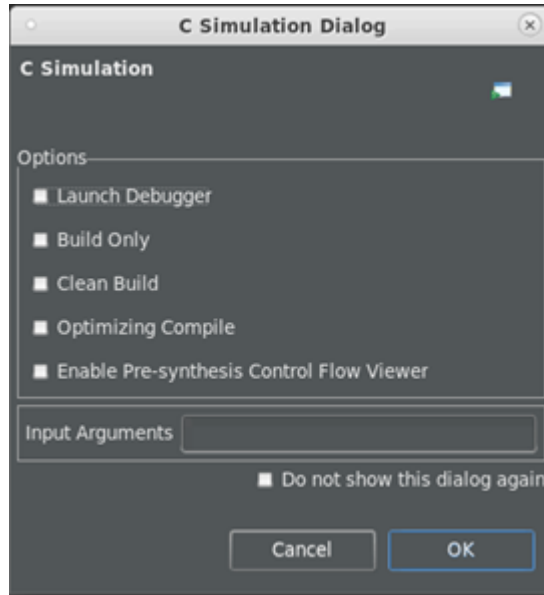 C Simulation Dialog
C Simulation
Options
Launch Debugger
Build Only
Clean Build
Optimizing Compile
Enable Pre-synthesis Control Flow Viewer
Input Arguments
Do not show this dialog again
Cancel
OK